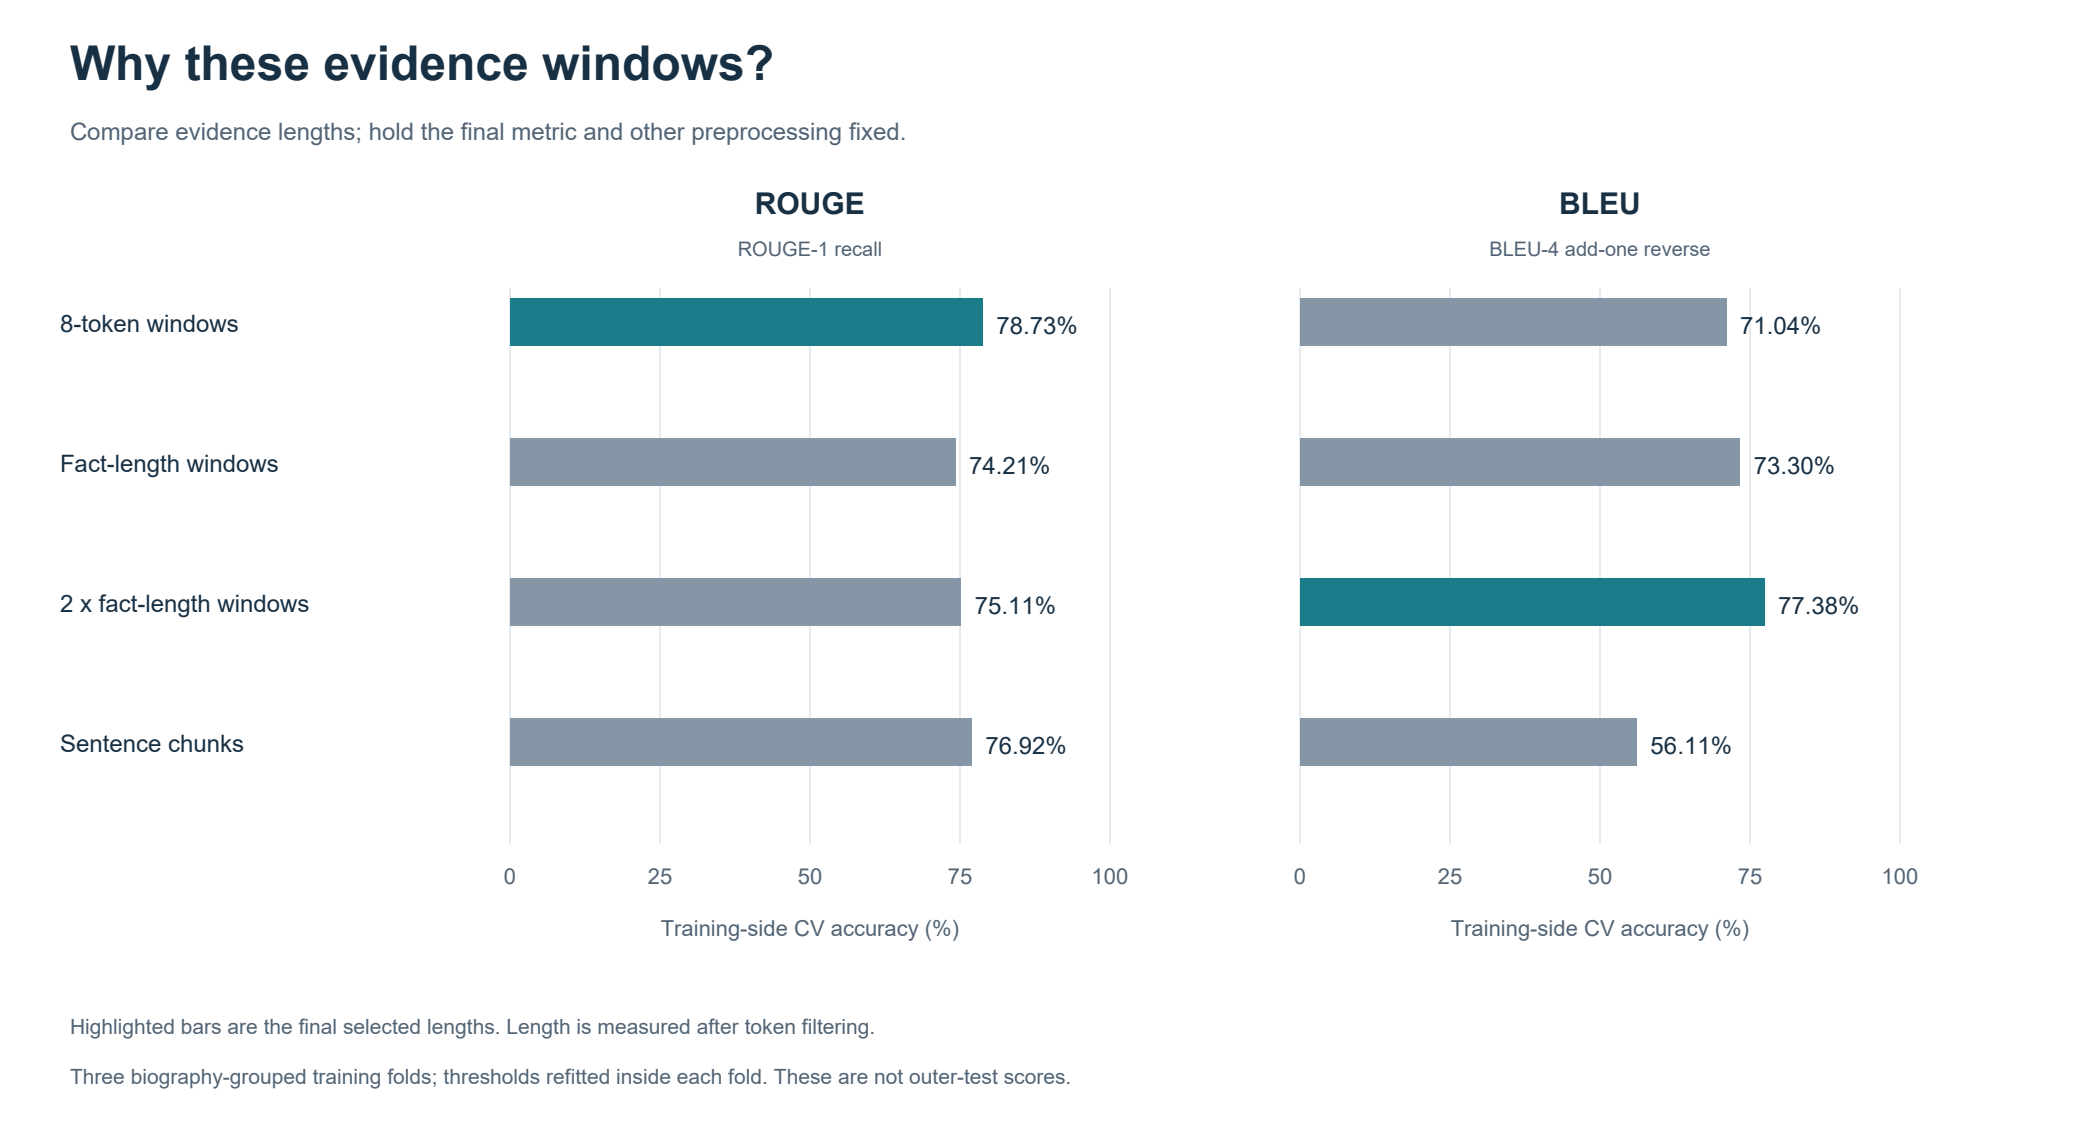 Why these evidence windows?
Compare evidence lengths; hold the final metric and other preprocessing fixed.
ROUGE
ROUGE-1 recall
BLEU
BLEU-4 add-one reverse
8-token windows
78.73%
71.04%
Fact-length windows
74.21%
73.30%
2 x fact-length windows
75.11%
77.38%
Sentence chunks
76.92%
56.11%
0 25 50 75 100
0 25 50 75 100
Training-side CV accuracy (%)
Training-side CV accuracy (%)
Highlighted bars are the final selected lengths. Length is measured after token filtering.
Three biography-grouped training folds; thresholds refitted inside each fold. These are not outer-test scores.